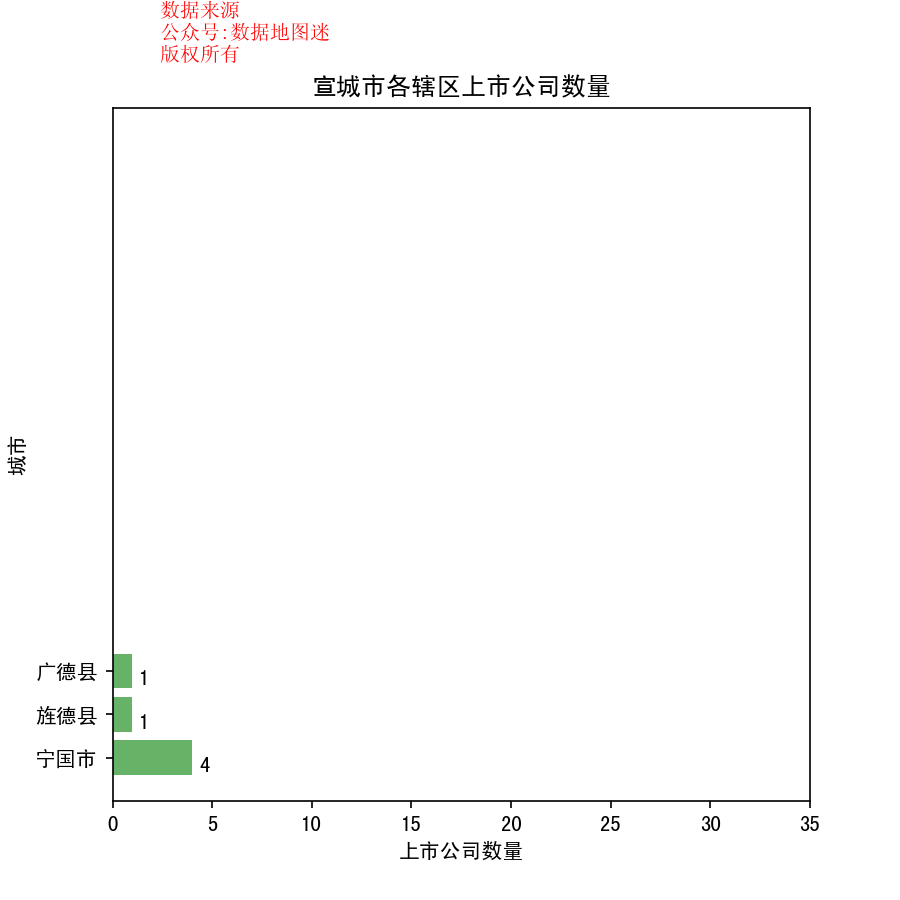 数据来源
公众号:数据地图迷
版权所有
宣城市各辖区上市公司数量
城市
广德县
1
旌德县
1
宁国市
4
0 5 10 15 20 25 30 35
上市公司数量